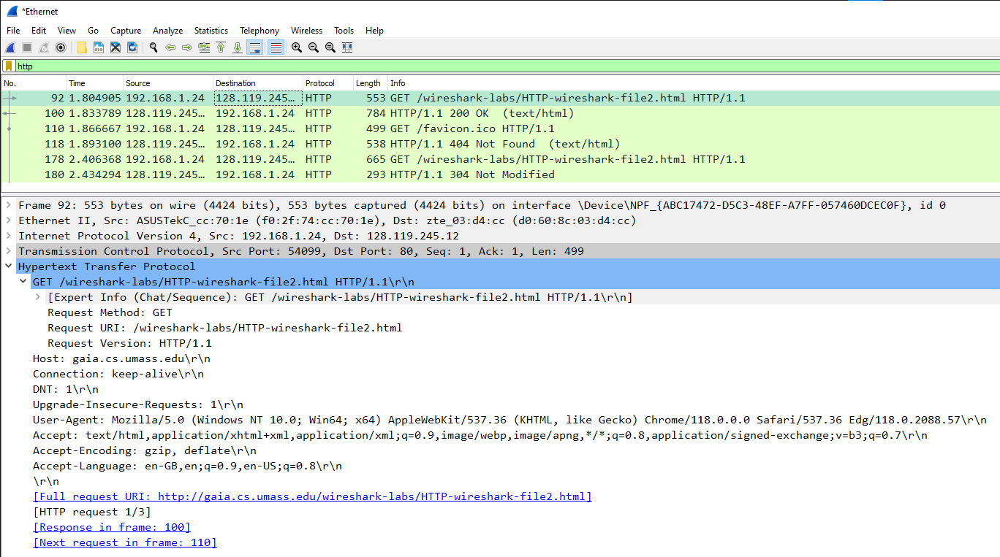 *Ethernet
File Edit View Go Capture Analyze Statistics Telephony Wireless Tools Help
http
No. Time Source Destination Protocol Length Info
92 1.804905 192.168.1.24 128.119.245… HTTP 553 GET /wireshark-labs/HTTP-wireshark-file2.html HTTP/1.1
100 1.833789 128.119.245… 192.168.1.24 HTTP 784 HTTP/1.1 200 OK (text/html)
110 1.866667 192.168.1.24 128.119.245… HTTP 499 GET /favicon.ico HTTP/1.1
118 1.893100 128.119.245… 192.168.1.24 HTTP 538 HTTP/1.1 404 Not Found (text/html)
178 2.406368 192.168.1.24 128.119.245… HTTP 665 GET /wireshark-labs/HTTP-wireshark-file2.html HTTP/1.1
180 2.434294 128.119.245… 192.168.1.24 HTTP 293 HTTP/1.1 304 Not Modified
Frame 92: 553 bytes on wire (4424 bits), 553 bytes captured (4424 bits) on interface \Device\NPF_{ABC17472-D5C3-48EF-A7FF-057460DCEC0F}, id 0
Ethernet II, Src: ASUSTekC_cc:70:1e (f0:2f:74:cc:70:1e), Dst: zte_03:d4:cc (d0:60:8c:03:d4:cc)
Internet Protocol Version 4, Src: 192.168.1.24, Dst: 128.119.245.12
Transmission Control Protocol, Src Port: 54099, Dst Port: 80, Seq: 1, Ack: 1, Len: 499
Hypertext Transfer Protocol
GET /wireshark-labs/HTTP-wireshark-file2.html HTTP/1.1\r\n
[Expert Info (Chat/Sequence): GET /wireshark-labs/HTTP-wireshark-file2.html HTTP/1.1\r\n]
Request Method: GET
Request URI: /wireshark-labs/HTTP-wireshark-file2.html
Request Version: HTTP/1.1
Host: gaia.cs.umass.edu\r\n
Connection: keep-alive\r\n
DNT: 1\r\n
Upgrade-Insecure-Requests: 1\r\n
User-Agent: Mozilla/5.0 (Windows NT 10.0; Win64; x64) AppleWebKit/537.36 (KHTML, like Gecko) Chrome/118.0.0.0 Safari/537.36 Edg/118.0.2088.57\r\n
Accept: text/html,application/xhtml+xml,application/xml;q=0.9,image/webp,image/apng,*/*;q=0.8,application/signed-exchange;v=b3;q=0.7\r\n
Accept-Encoding: gzip, deflate\r\n
Accept-Language: en-GB,en;q=0.9,en-US;q=0.8\r\n
\r\n
[Full request URI: http://gaia.cs.umass.edu/wireshark-labs/HTTP-wireshark-file2.html]
[HTTP request 1/3]
[Response in frame: 100]
[Next request in frame: 110]